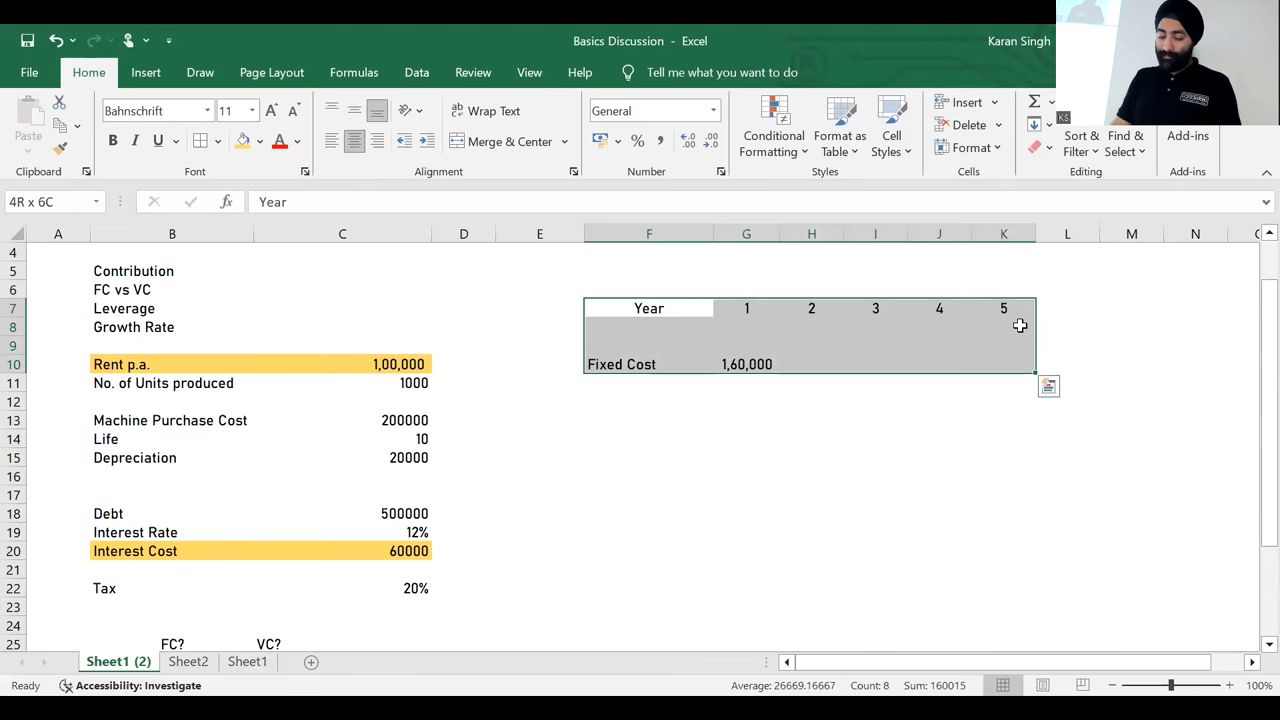 Basics Discussion - Excel
Karan Singh
File Home Insert Draw Page Layout Formulas Data Review View Help Tell me what you want to do
Paste
Clipboard
Bahnschrift 11 A A
B I U A
Font
Wrap Text
Merge & Center
Alignment
General
% ,
Number
Conditional Formatting
Format as Table
Cell Styles
Styles
Insert
Delete
Format
Cells
Σ
Sort & Filter
Find & Select
Editing
Add-ins
Add-ins
KS
4R x 6C fx Year
A B C D E F G H I J K L M N
4
5 Contribution
6 FC vs VC
7 Leverage Year 1 2 3 4 5
8 Growth Rate
9
10 Rent p.a. 1,00,000 Fixed Cost 1,60,000
11 No. of Units produced 1000
12
13 Machine Purchase Cost 200000
14 Life 10
15 Depreciation 20000
16
17
18 Debt 500000
19 Interest Rate 12%
20 Interest Cost 60000
21
22 Tax 20%
23
24
25 FC? VC?
Sheet1 (2) Sheet2 Sheet1
Ready Accessibility: Investigate Average: 26669.16667 Count: 8 Sum: 160015 100%